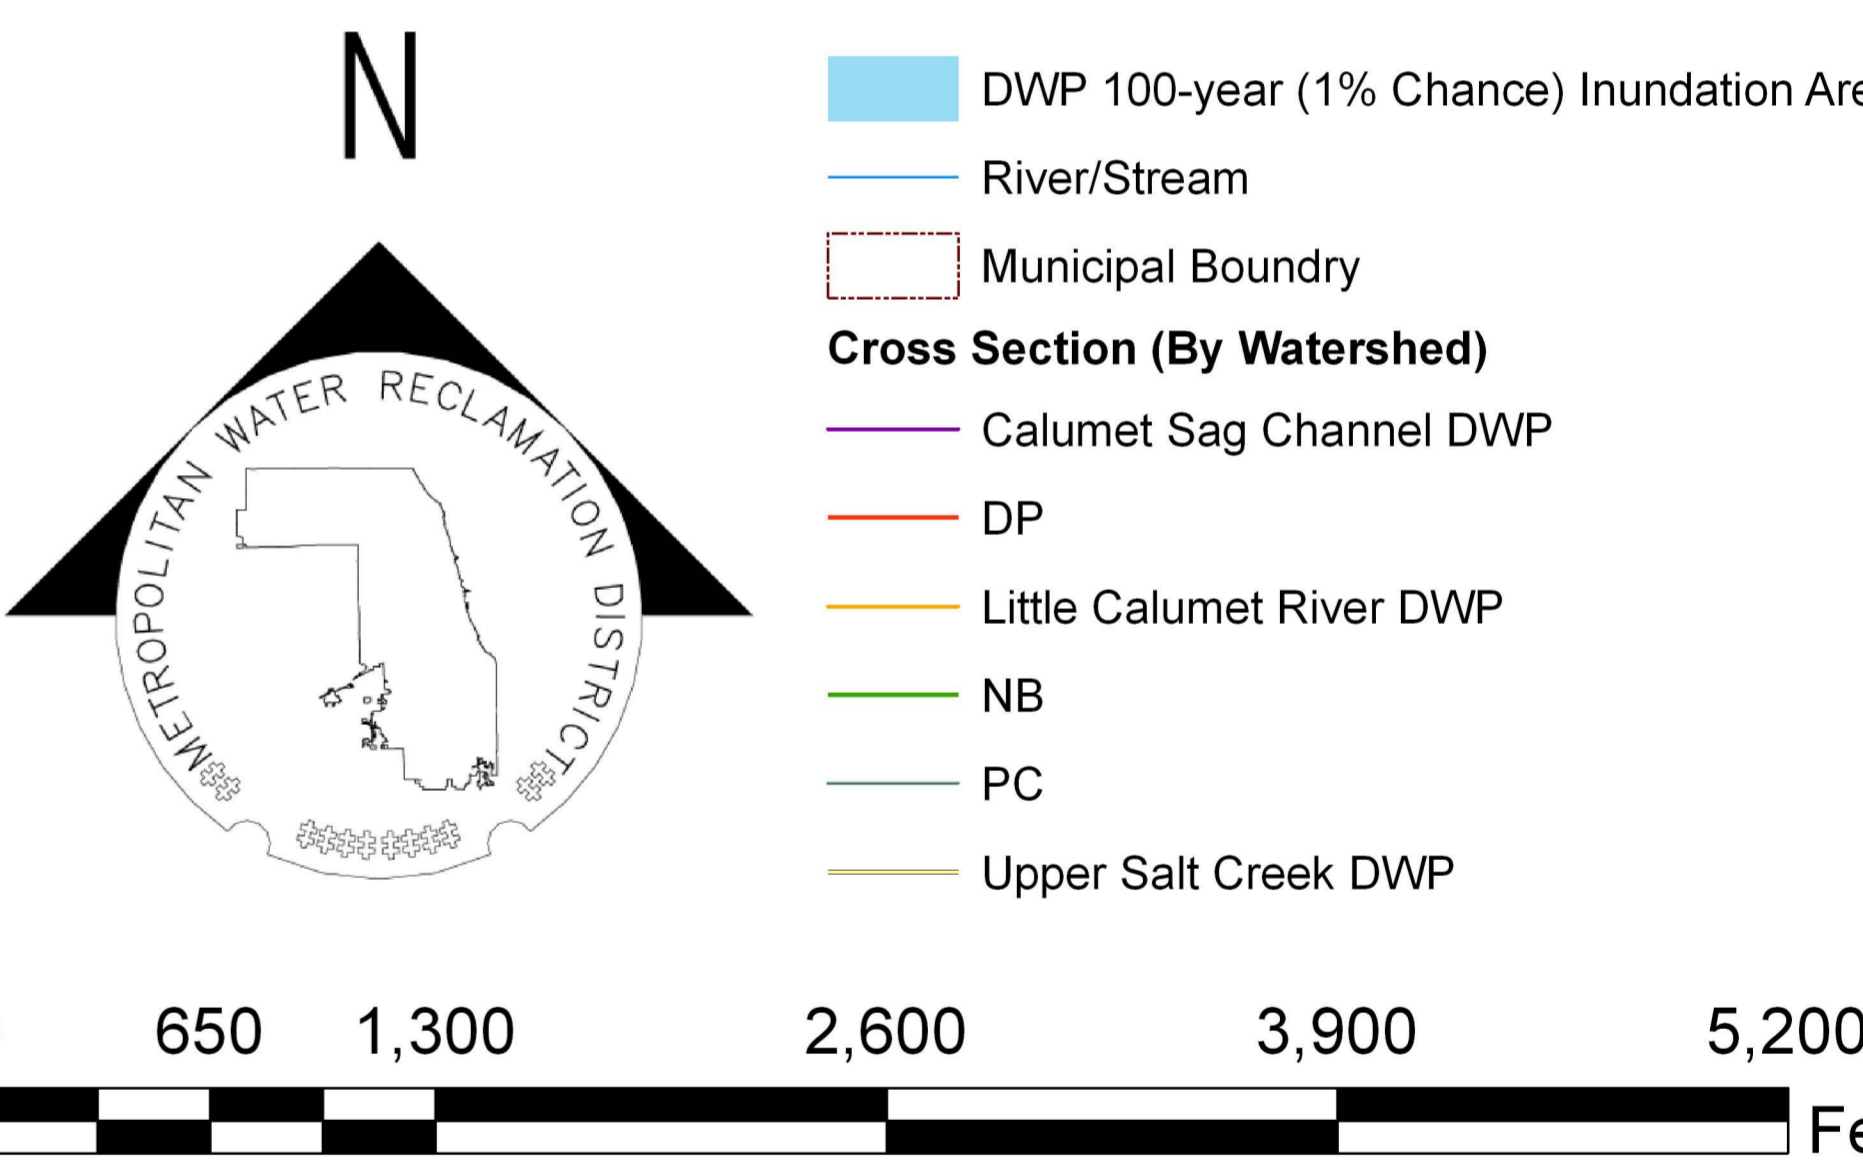 N
METROPOLITAN WATER RECLAMATION DISTRICT
DWP 100-year (1% Chance) Inundation Are
River/Stream
Municipal Boundry
Cross Section (By Watershed)
Calumet Sag Channel DWP
DP
Little Calumet River DWP
NB
PC
Upper Salt Creek DWP
650 1,300 2,600 3,900 5,200
Fe